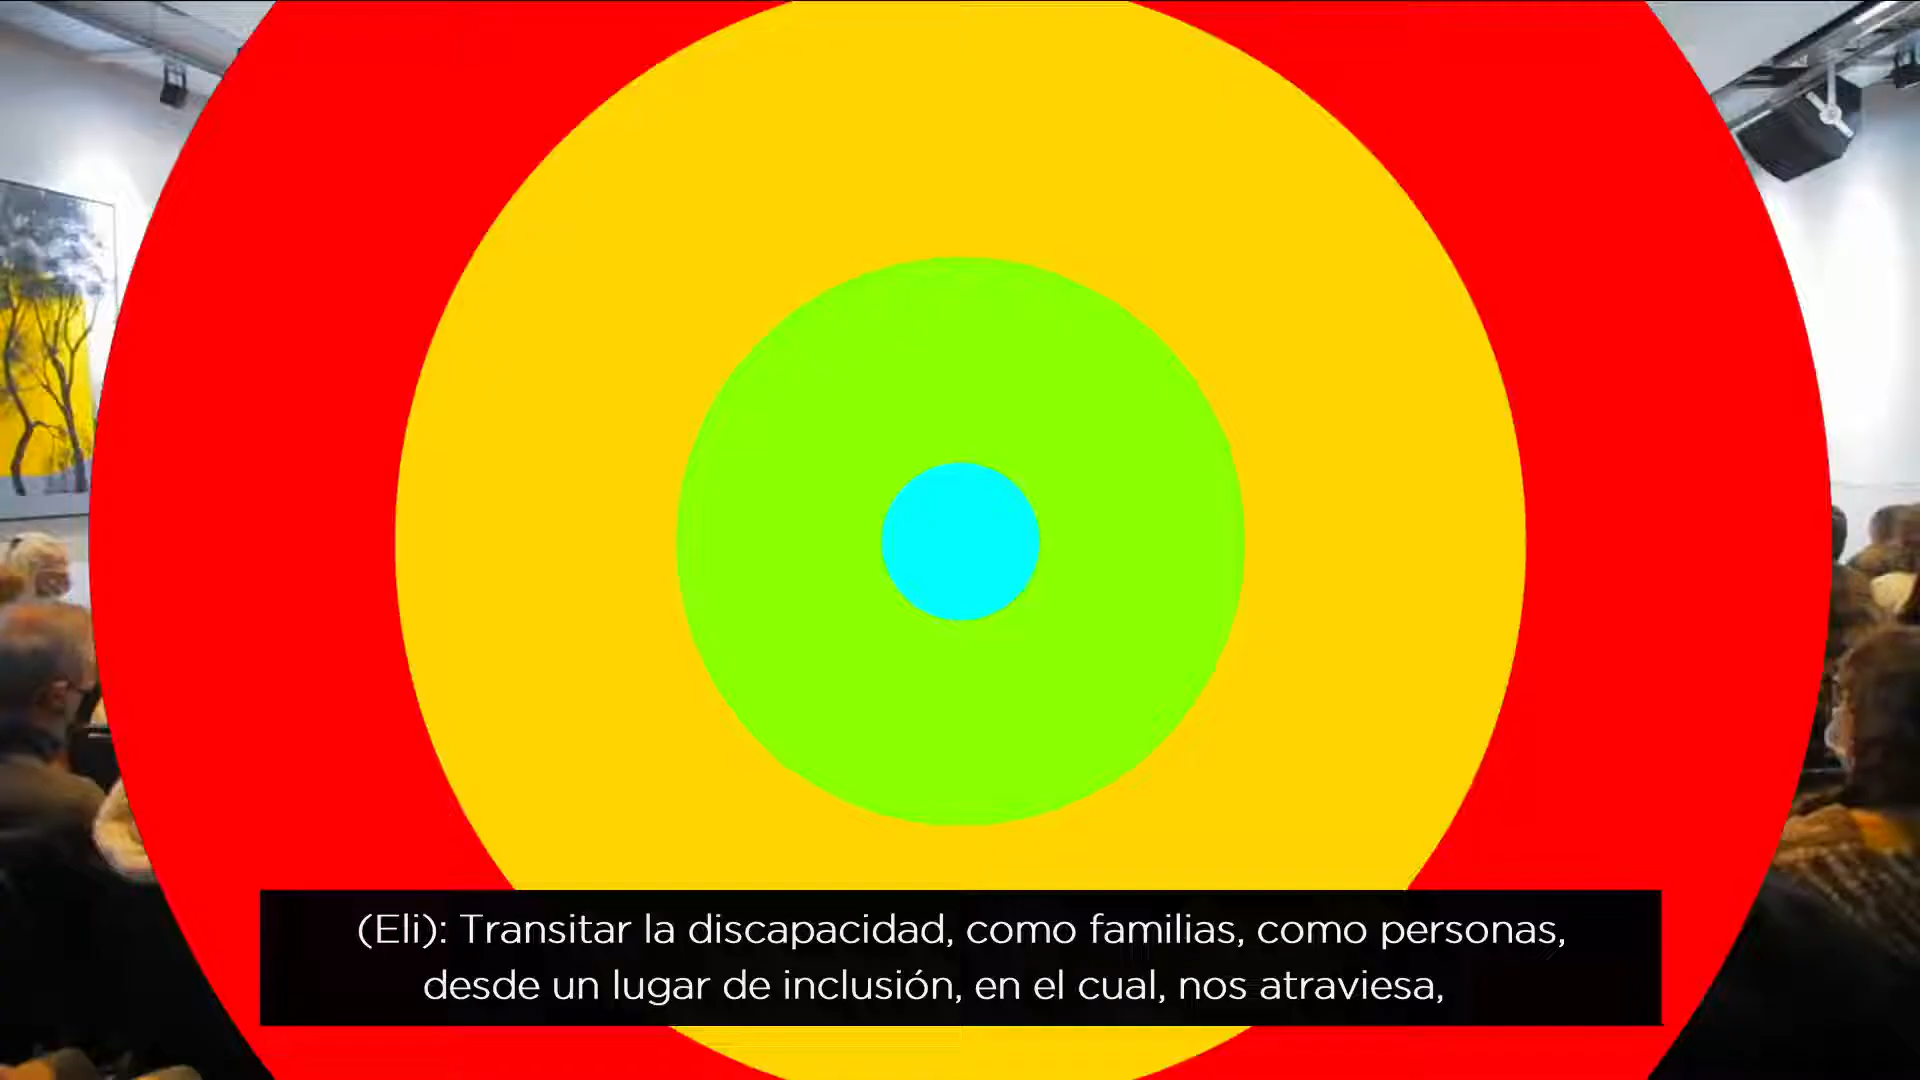 (Eli): Transitar la discapacidad, como familias, como personas,
desde un lugar de inclusión, en el cual, nos atraviesa,